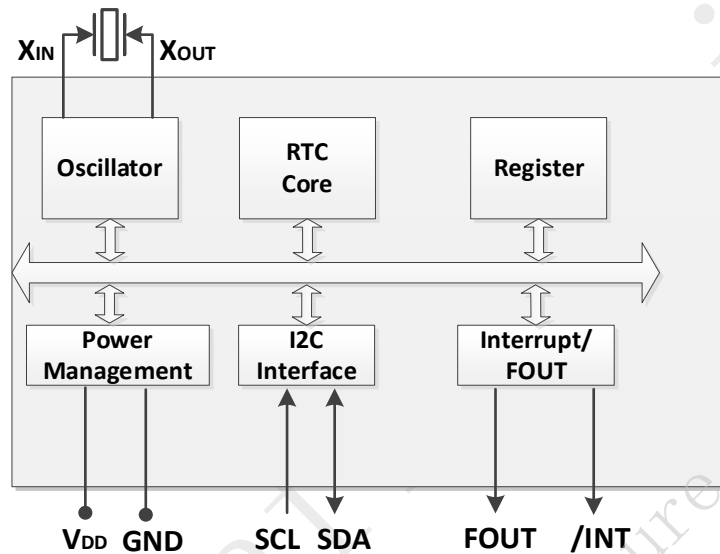 XIN XOUT
Oscillator
RTC
Core
Register
Power
Management
I2C
Interface
Interrupt/
FOUT
VDD GND SCL SDA FOUT /INT